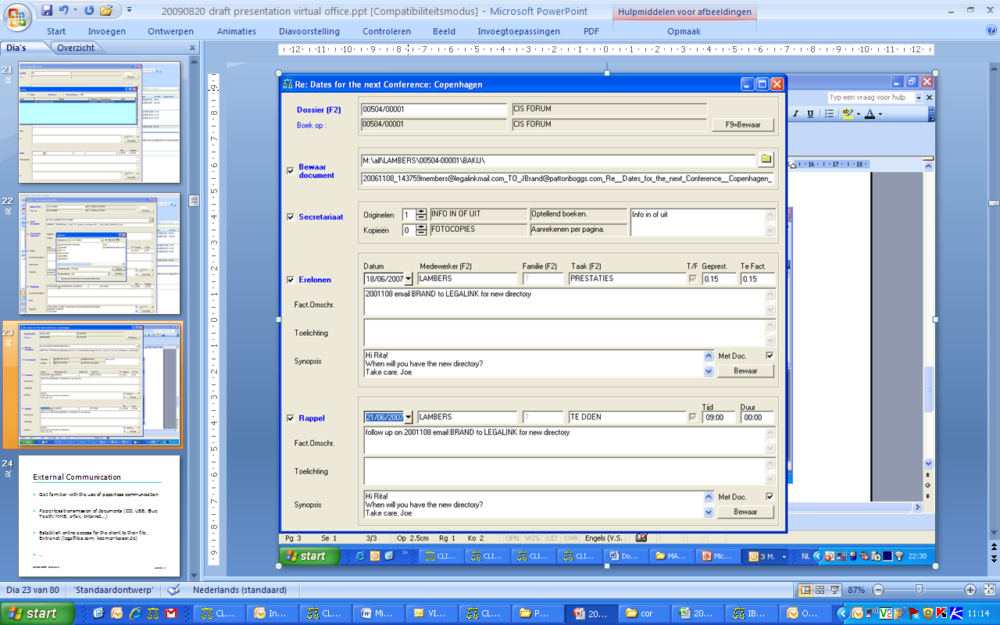 20090820 draft presentation virtual office.ppt [Compatibiliteitsmodus] - Microsoft PowerPoint
Hulpmiddelen voor afbeeldingen
Start Invoegen Ontwerpen Animaties Diavoorstelling Controleren Beeld Invoegtoepassingen PDF Opmaak
Dia's Overzicht
21
22
23
24
External Communication
Get familiar with the use of paperless communication
Paperless transmission of documents (CD, USB, Blue Tooth/MMS, e-fax, Internet...)
Establish online access for the client to their file, Extranet (legalfiles.com; koerner-kaiser.de)
...
Re: Dates for the next Conference: Copenhagen
Typ een vraag voor hulp
Dossier (F2) 00504/00001 CIS FORUM
Boek op : 00504/00001 CIS FORUM F9=Bewaar
Bewaar document
M:\all\LAMBERS\00504-00001\BAKU\
20061108_143759members@legalinkmail.com_TO_JBrand@pattonboggs.com_Re__Dates_for_the_next_Conference__Copenhagen_
Secretariaat
Originelen 1 INFO IN OF UIT Optellend boeken. Info in of uit
Kopieën 0 FOTOCOPIES Aanrekenen per pagina.
Datum Medewerker (F2) Familie (F2) Taak (F2) T/F Geprest. Te Fact.
Erelonen 18/06/2007 LAMBERS ? PRESTATIES 0.15 0.15
Fact.Omschr. 2001108 email BRAND to LEGALINK for new directory
Toelichting
Synopsis
Hi Rita!
When will you have the new directory?
Take care. Joe
Met Doc.
Bewaar
Tijd Duur
Rappel 21/06/2007 LAMBERS ? TE DOEN 09:00 00:00
Fact.Omschr. follow up on 2001108 email BRAND to LEGALINK for new directory
Toelichting
Synopsis
Hi Rita!
When will you have the new directory?
Take care. Joe
Met Doc.
Bewaar
Pg 3 Se 1 3/3 Op 2.5cm Rg 1 Ko 2 OPN WZG UIT OVR Engels (V.S.
start CLI... CLI... CLI... CLI... Do... MA... Mic... 3 M. NL 22:30
Dia 23 van 80 'Standaardontwerp' Nederlands (standaard) 87%
start CL... In... CL... Mi... VI... CL... P... 20... cor 20... IB... O... 11:14